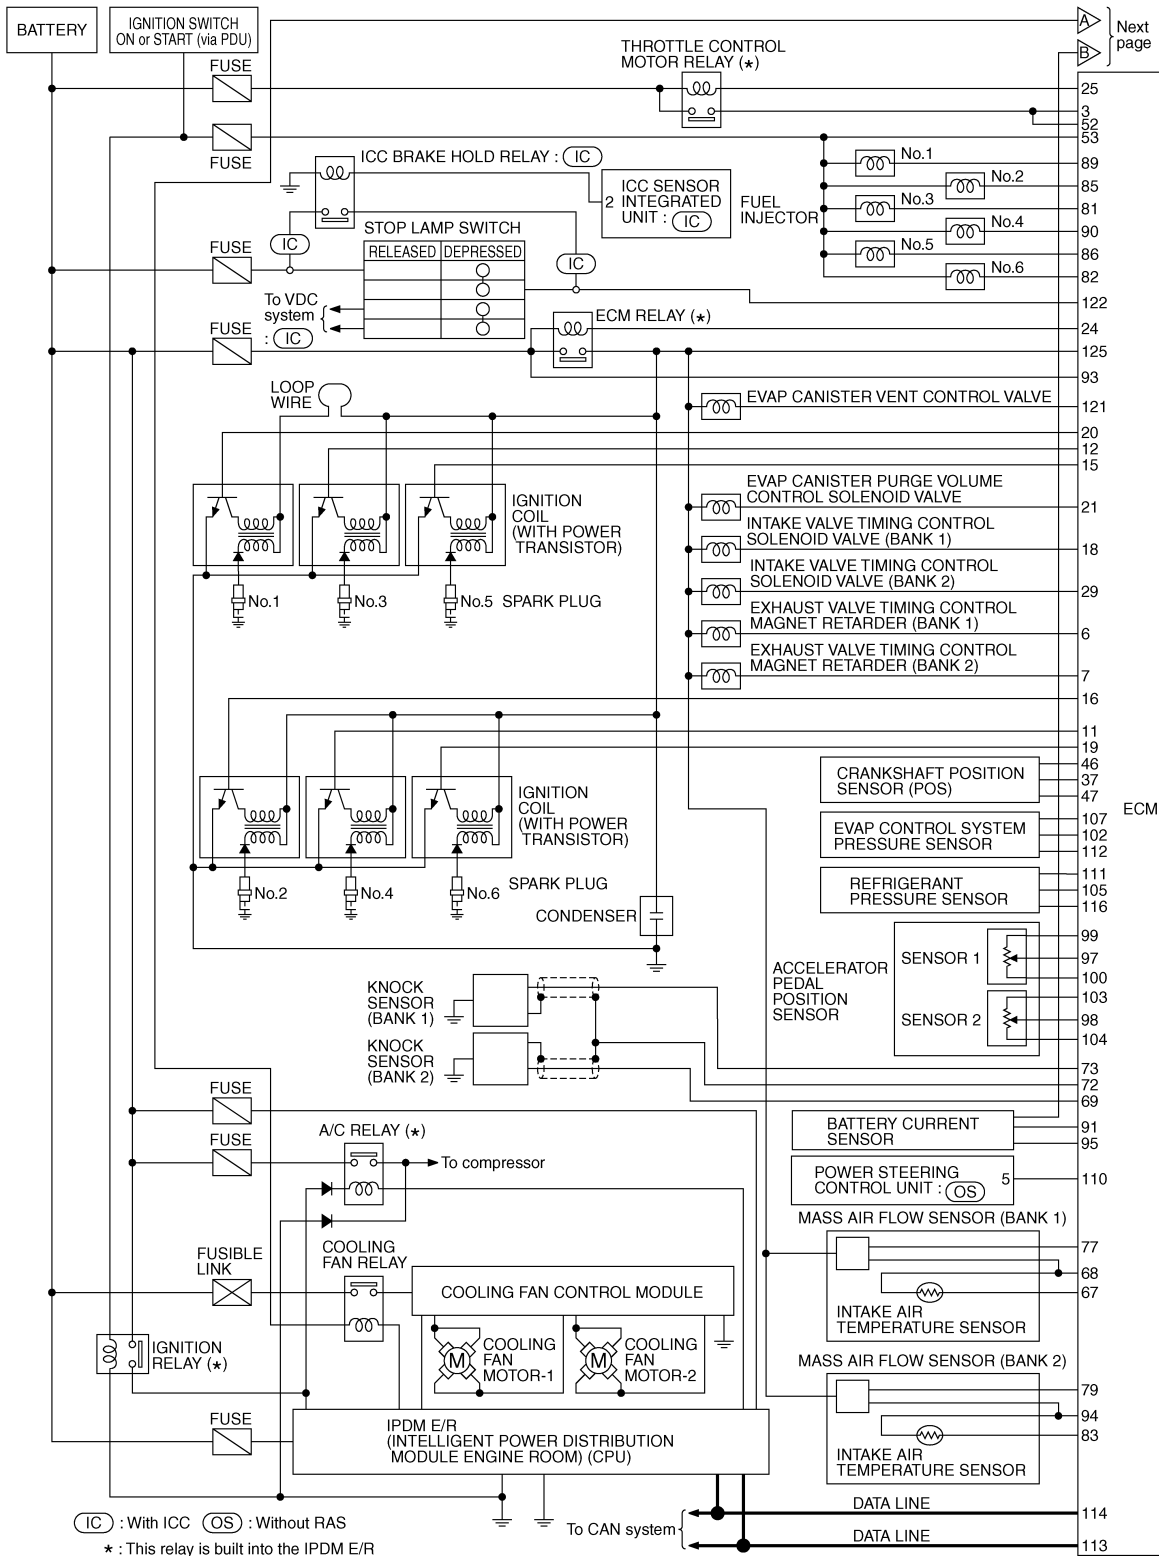 BATTERY
IGNITION SWITCH
ON or START (via PDU)
A
B
Next
page
FUSE
THROTTLE CONTROL
MOTOR RELAY (*)
25
3
52
53
FUSE
ICC BRAKE HOLD RELAY : IC
2
ICC SENSOR
INTEGRATED
UNIT : IC
FUEL
INJECTOR
No.1
89
No.2
85
No.3
81
No.4
90
No.5
86
No.6
82
IC
STOP LAMP SWITCH
RELEASED DEPRESSED
IC
FUSE
To VDC
system
: IC
122
FUSE
ECM RELAY (*)
24
125
93
LOOP
WIRE
EVAP CANISTER VENT CONTROL VALVE
121
20
12
15
IGNITION
COIL
(WITH POWER
TRANSISTOR)
EVAP CANISTER PURGE VOLUME
CONTROL SOLENOID VALVE
21
INTAKE VALVE TIMING CONTROL
SOLENOID VALVE (BANK 1)
18
INTAKE VALVE TIMING CONTROL
SOLENOID VALVE (BANK 2)
29
No.1
No.3
No.5 SPARK PLUG
EXHAUST VALVE TIMING CONTROL
MAGNET RETARDER (BANK 1)
6
EXHAUST VALVE TIMING CONTROL
MAGNET RETARDER (BANK 2)
7
16
11
19
IGNITION
COIL
(WITH POWER
TRANSISTOR)
CRANKSHAFT POSITION
SENSOR (POS)
46
37
47
ECM
EVAP CONTROL SYSTEM
PRESSURE SENSOR
107
102
112
No.2
No.4
No.6
SPARK PLUG
REFRIGERANT
PRESSURE SENSOR
111
105
116
CONDENSER
ACCELERATOR
PEDAL
POSITION
SENSOR
SENSOR 1
99
97
100
SENSOR 2
103
98
104
KNOCK
SENSOR
(BANK 1)
KNOCK
SENSOR
(BANK 2)
73
72
69
FUSE
BATTERY CURRENT
SENSOR
91
95
FUSE
A/C RELAY (*)
To compressor
POWER STEERING
CONTROL UNIT : OS
5
110
MASS AIR FLOW SENSOR (BANK 1)
77
68
67
INTAKE AIR
TEMPERATURE SENSOR
FUSIBLE
LINK
COOLING
FAN RELAY
COOLING FAN CONTROL MODULE
IGNITION
RELAY (*)
M
COOLING
FAN
MOTOR-1
M
COOLING
FAN
MOTOR-2
MASS AIR FLOW SENSOR (BANK 2)
79
94
83
INTAKE AIR
TEMPERATURE SENSOR
FUSE
IPDM E/R
(INTELLIGENT POWER DISTRIBUTION
MODULE ENGINE ROOM) (CPU)
To CAN system
DATA LINE
114
DATA LINE
113
IC : With ICC OS : Without RAS
* : This relay is built into the IPDM E/R